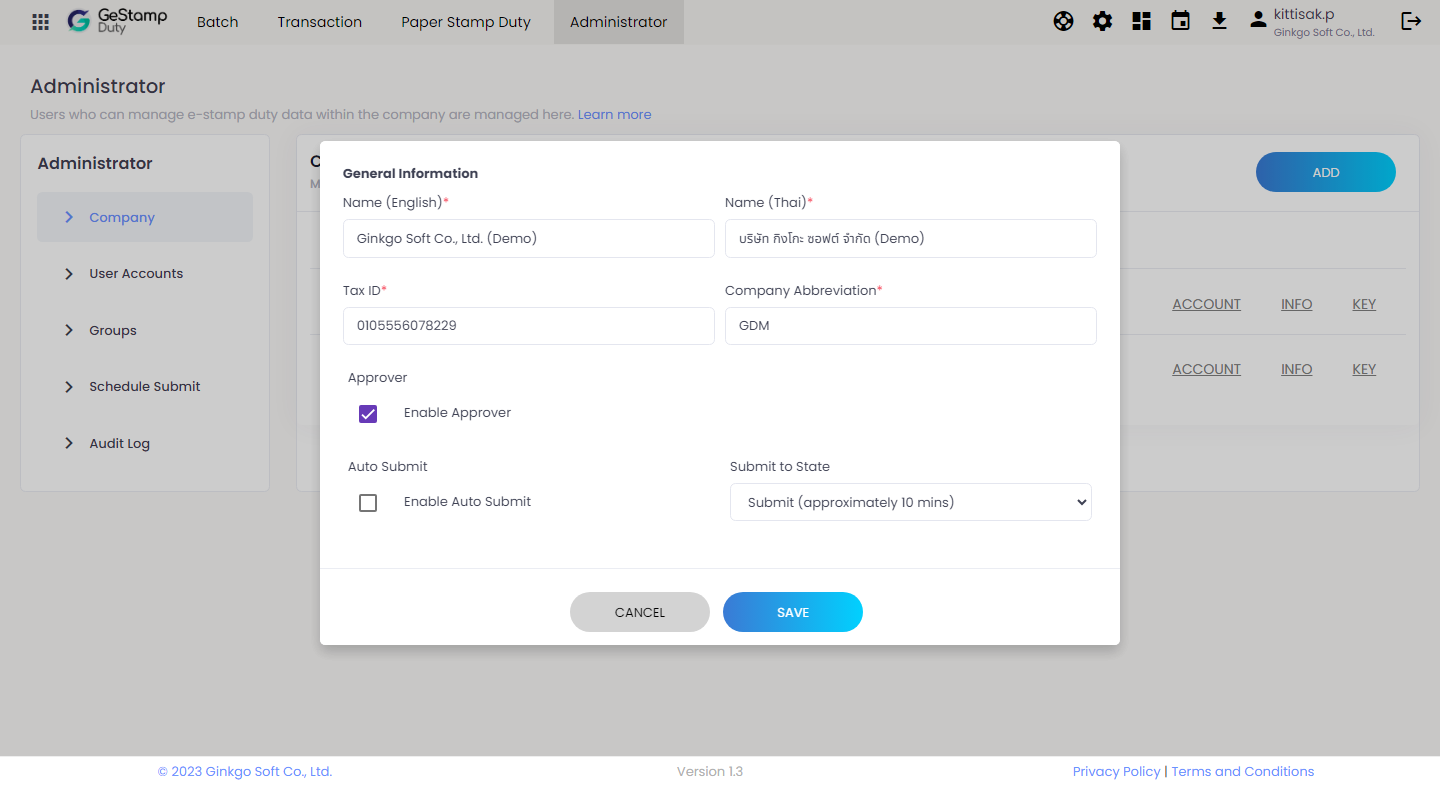 GeStamp
Duty
Batch
Transaction
Paper Stamp Duty
Administrator
kittisak.p
Ginkgo Soft Co., Ltd.
Administrator
Users who can manage e-stamp duty data within the company are managed here. Learn more
Administrator
Company
User Accounts
Groups
Schedule Submit
Audit Log
ADD
ACCOUNT INFO KEY
ACCOUNT INFO KEY
General Information
Name (English)*
Ginkgo Soft Co., Ltd. (Demo)
Name (Thai)*
บริษัท กิงโกะ ซอฟต์ จำกัด (Demo)
Tax ID*
0105556078229
Company Abbreviation*
GDM
Approver
Enable Approver
Auto Submit
Enable Auto Submit
Submit to State
Submit (approximately 10 mins)
CANCEL
SAVE
© 2023 Ginkgo Soft Co., Ltd.
Version 1.3
Privacy Policy | Terms and Conditions